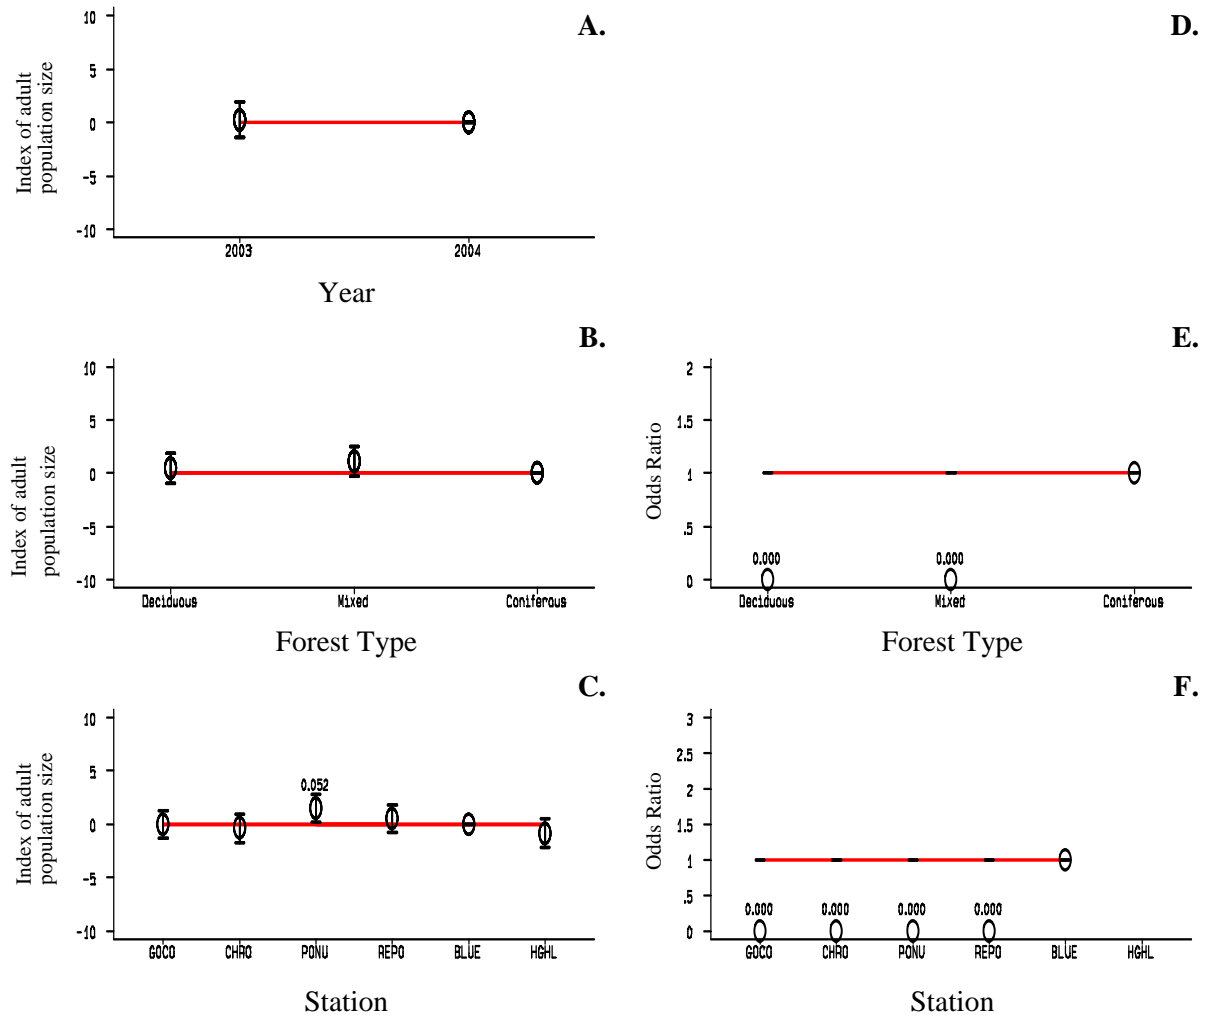 A.
10
5
0
-5
-10
Index of adult
population size
2003 2004
Year
D.
B.
10
5
0
-5
-10
Index of adult
population size
Deciduous Mixed Coniferous
Forest Type
E.
2
1.5
1
.5
0
Odds Ratio
0.000 0.000
Deciduous Mixed Coniferous
Forest Type
C.
10
5
0
-5
-10
Index of adult
population size
0.052
GOCO CHRO PONV REPO BLUE HGHL
Station
F.
3
2.5
2
1.5
1
.5
0
Odds Ratio
0.000 0.000 0.000 0.000
GOCO CHRO PONV REPO BLUE HGHL
Station